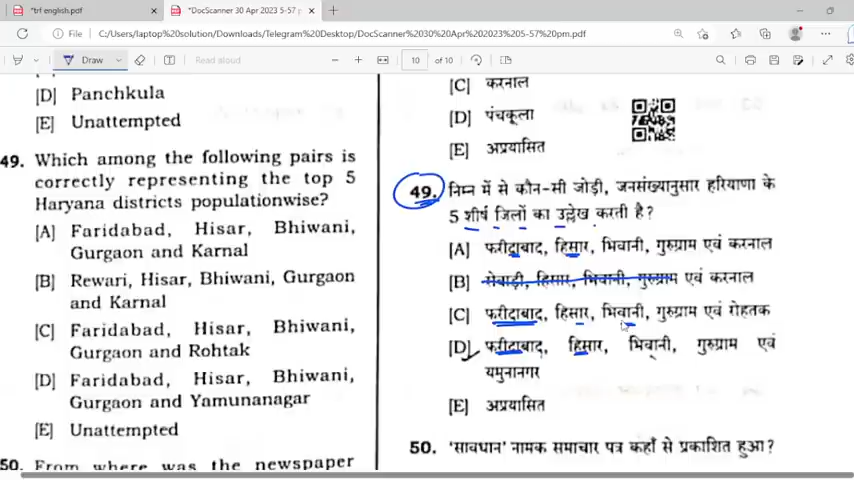 *trf english.pdf
*DocScanner 30 Apr 2023 5-57 p
File
C:/Users/laptop%20solution/Downloads/Telegram%20Desktop/DocScanner%2030%20Apr%202023%205-57%20pm.pdf
Draw
Read aloud
10
of 10
[D] Panchkula
[E] Unattempted
49. Which among the following pairs is
correctly representing the top 5
Haryana districts populationwise?
[A] Faridabad, Hisar, Bhiwani,
Gurgaon and Karnal
[B] Rewari, Hisar, Bhiwani, Gurgaon
and Karnal
[C] Faridabad, Hisar, Bhiwani,
Gurgaon and Rohtak
[D] Faridabad, Hisar, Bhiwani,
Gurgaon and Yamunanagar
[E] Unattempted
50. From where was the newspaper
[C] करनाल
[D] पंचकूला
[E] अप्रयासित
49. निम्न में से कौन-सी जोड़ी, जनसंख्यानुसार हरियाणा के
5 शीर्ष जिलों का उल्लेख करती है?
[A] फरीदाबाद, हिसार, भिवानी, गुरुग्राम एवं करनाल
[B] रेवाड़ी, हिसार, भिवानी, गुरुग्राम एवं करनाल
[C] फरीदाबाद, हिसार, भिवानी, गुरुग्राम एवं रोहतक
[D] फरीदाबाद, हिसार, भिवानी, गुरुग्राम एवं
यमुनानगर
[E] अप्रयासित
50. 'सावधान' नामक समाचार पत्र कहाँ से प्रकाशित हुआ?